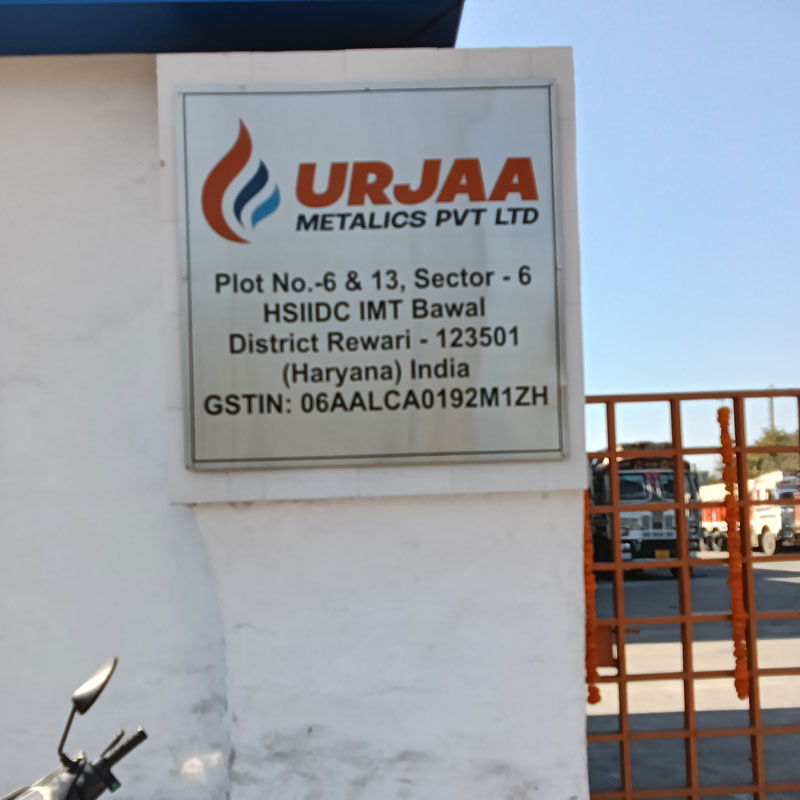 URJAA
METALICS PVT LTD
Plot No.-6 & 13, Sector - 6
HSIIDC IMT Bawal
District Rewari - 123501
(Haryana) India
GSTIN: 06AALCA0192M1ZH